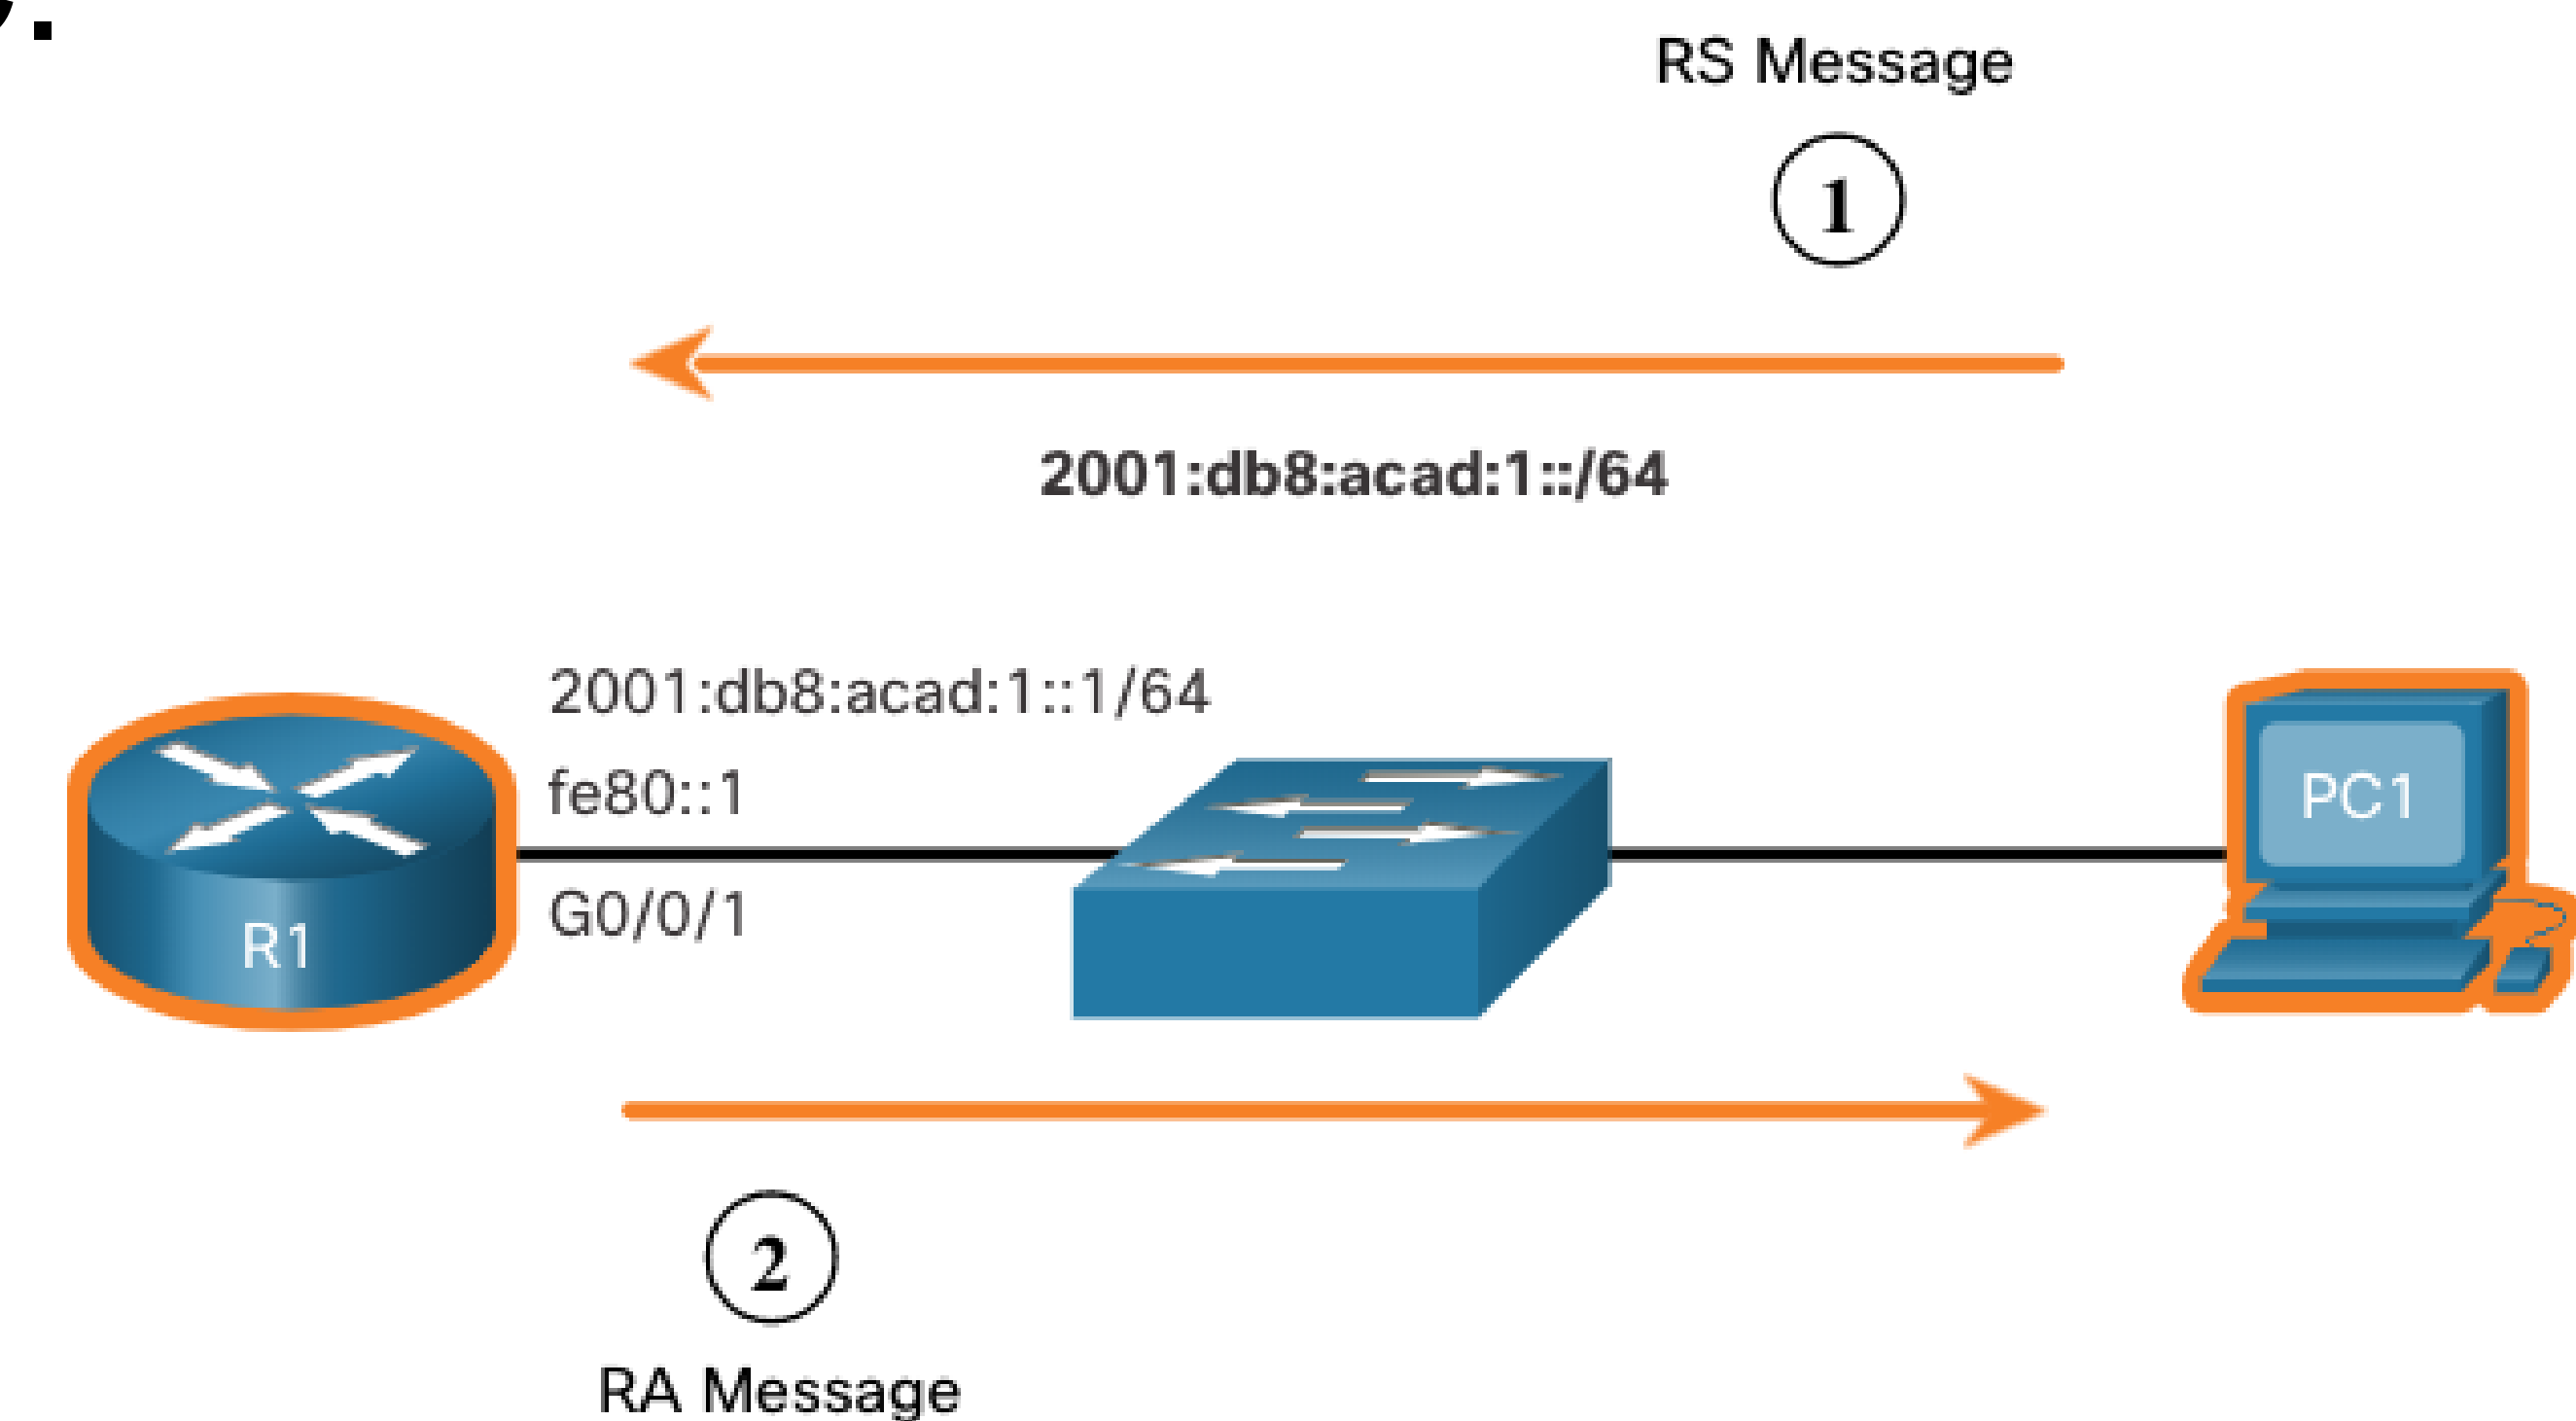 RS Message
1
2001:db8:acad:1::/64
2001:db8:acad:1::1/64
fe80::1
G0/0/1
R1
PC1
2
RA Message